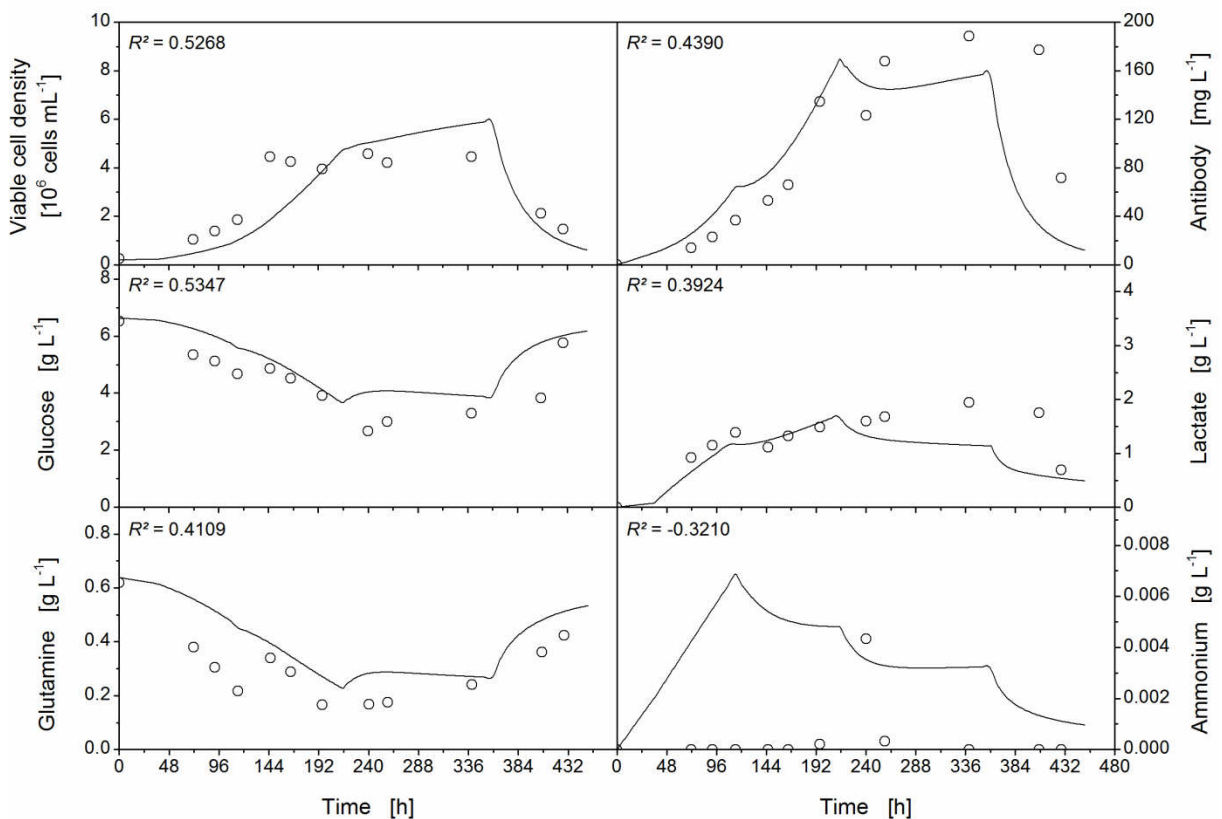 R² = 0.5268
Viable cell density
[10⁶ cells mL⁻¹]
10
8
6
4
2
0
R² = 0.4390
200
160
120
80
40
0
Antibody [mg L⁻¹]
R² = 0.5347
Glucose [g L⁻¹]
8
6
4
2
0
R² = 0.3924
4
3
2
1
0
Lactate [g L⁻¹]
R² = 0.4109
Glutamine [g L⁻¹]
0.8
0.6
0.4
0.2
0.0
R² = -0.3210
0.008
0.006
0.004
0.002
0.000
Ammonium [g L⁻¹]
0 48 96 144 192 240 288 336 384 432
0 48 96 144 192 240 288 336 384 432 480
Time [h]
Time [h]